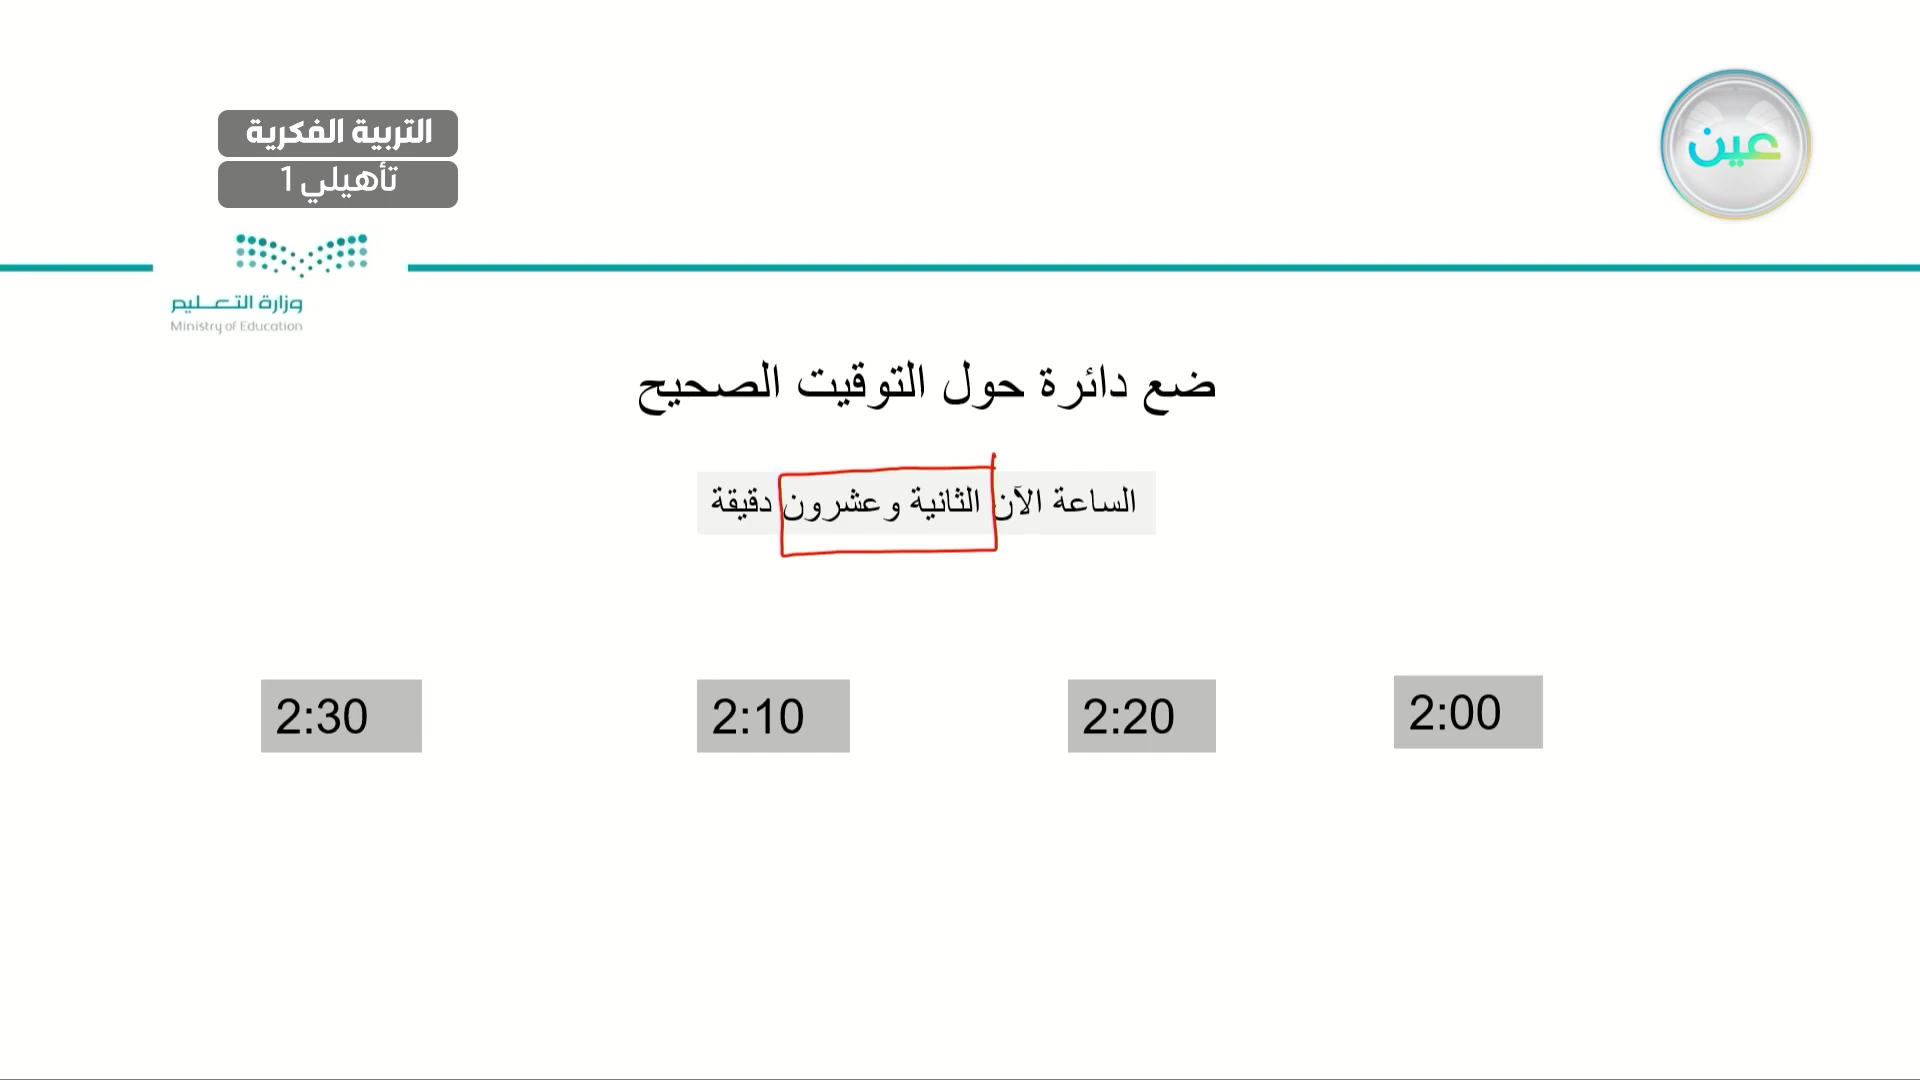 عين
التربية الفكرية
تأهيلي 1
وزارة التعليم
Ministry of Education
ضع دائرة حول التوقيت الصحيح
الساعة الآن الثانية وعشرون دقيقة
2:00
2:20
2:10
2:30